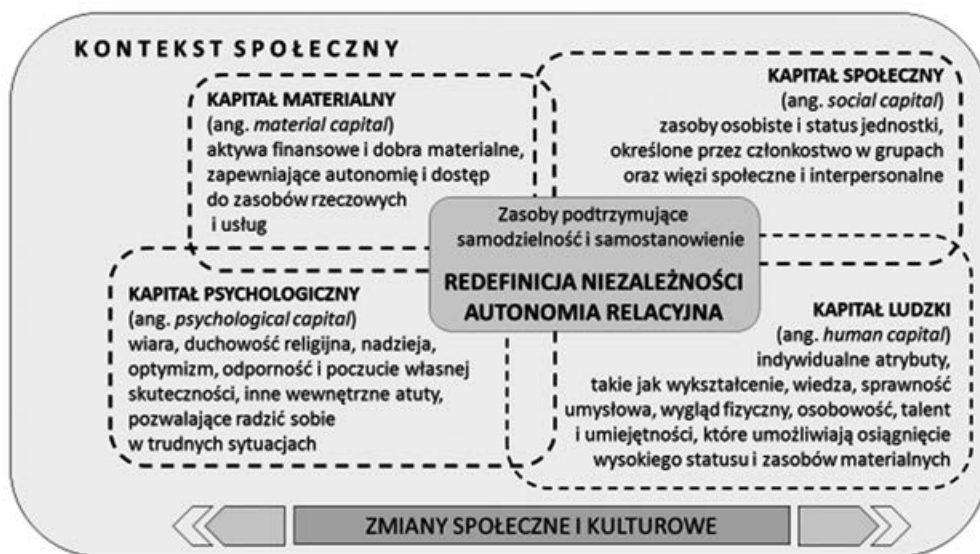 KONTEKST SPOŁECZNY
KAPITAŁ MATERIALNY
(ang. material capital)
aktywa finansowe i dobra materialne,
zapewniające autonomię i dostęp
do zasobów rzeczowych
i usług
KAPITAŁ SPOŁECZNY
(ang. social capital)
zasoby osobiste i status jednostki,
określone przez członkostwo w grupach
oraz więzi społeczne i interpersonalne
Zasoby podtrzymujące
samodzielność i samostanowienie
REDEFINICJA NIEZALEŻNOŚCI
AUTONOMIA RELACYJNA
KAPITAŁ PSYCHOLOGICZNY
(ang. psychological capital)
wiara, duchowość religijna, nadzieja,
optymizm, odporność i poczucie własnej
skuteczności, inne wewnętrzne atuty,
pozwalające radzić sobie
w trudnych sytuacjach
KAPITAŁ LUDZKI
(ang. human capital)
indywidualne atrybuty,
takie jak wykształcenie, wiedza, sprawność
umysłowa, wygląd fizyczny, osobowość, talent
i umiejętności, które umożliwiają osiągnięcie
wysokiego statusu i zasobów materialnych
ZMIANY SPOŁECZNE I KULTUROWE